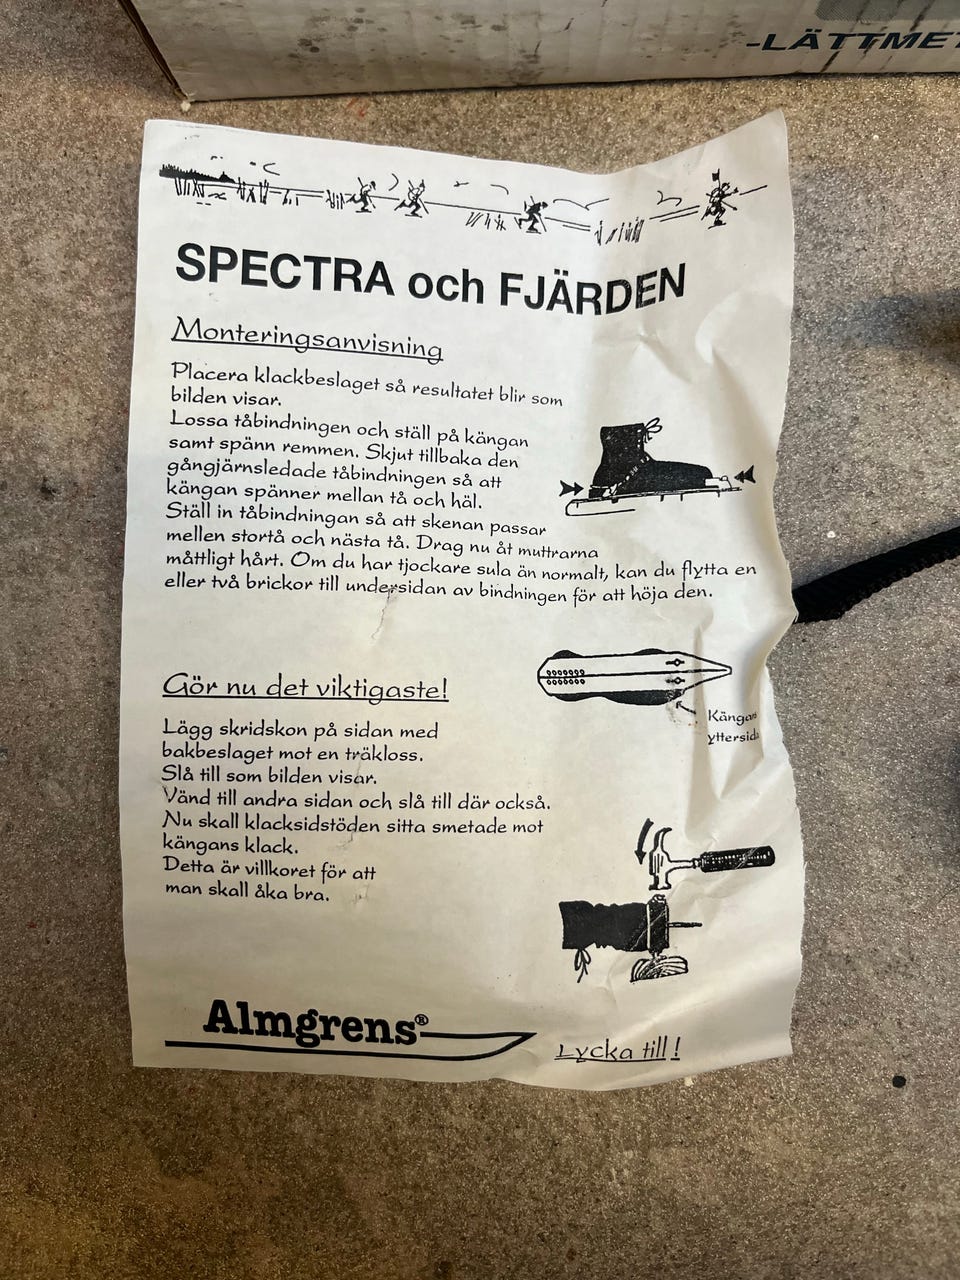 -LÄTTMET
SPECTRA och FJÄRDEN
Monteringsanvisning
Placera klackbeslaget så resultatet blir som
bilden visar.
Lossa tåbindningen och ställ på kängan
samt spänn remmen. Skjut tillbaka den
gångjärnsledade tåbindningen så att
kängan spänner mellan tå och häl.
Ställ in tåbindningan så att skenan passar
mellen stortå och nästa tå. Drag nu åt muttrarna
måttligt hårt. Om du har tjockare sula än normalt, kan du flytta en
eller två brickor till undersidan av bindningen för att höja den.
Kängans
yttersida
Gör nu det viktigaste!
Lägg skridskon på sidan med
bakbeslaget mot en träkloss.
Slå till som bilden visar.
Vänd till andra sidan och slå till där också.
Nu skall klacksidstöden sitta smetade mot
kängans klack.
Detta är villkoret för att
man skall åka bra.
Almgrens®
Lycka till!